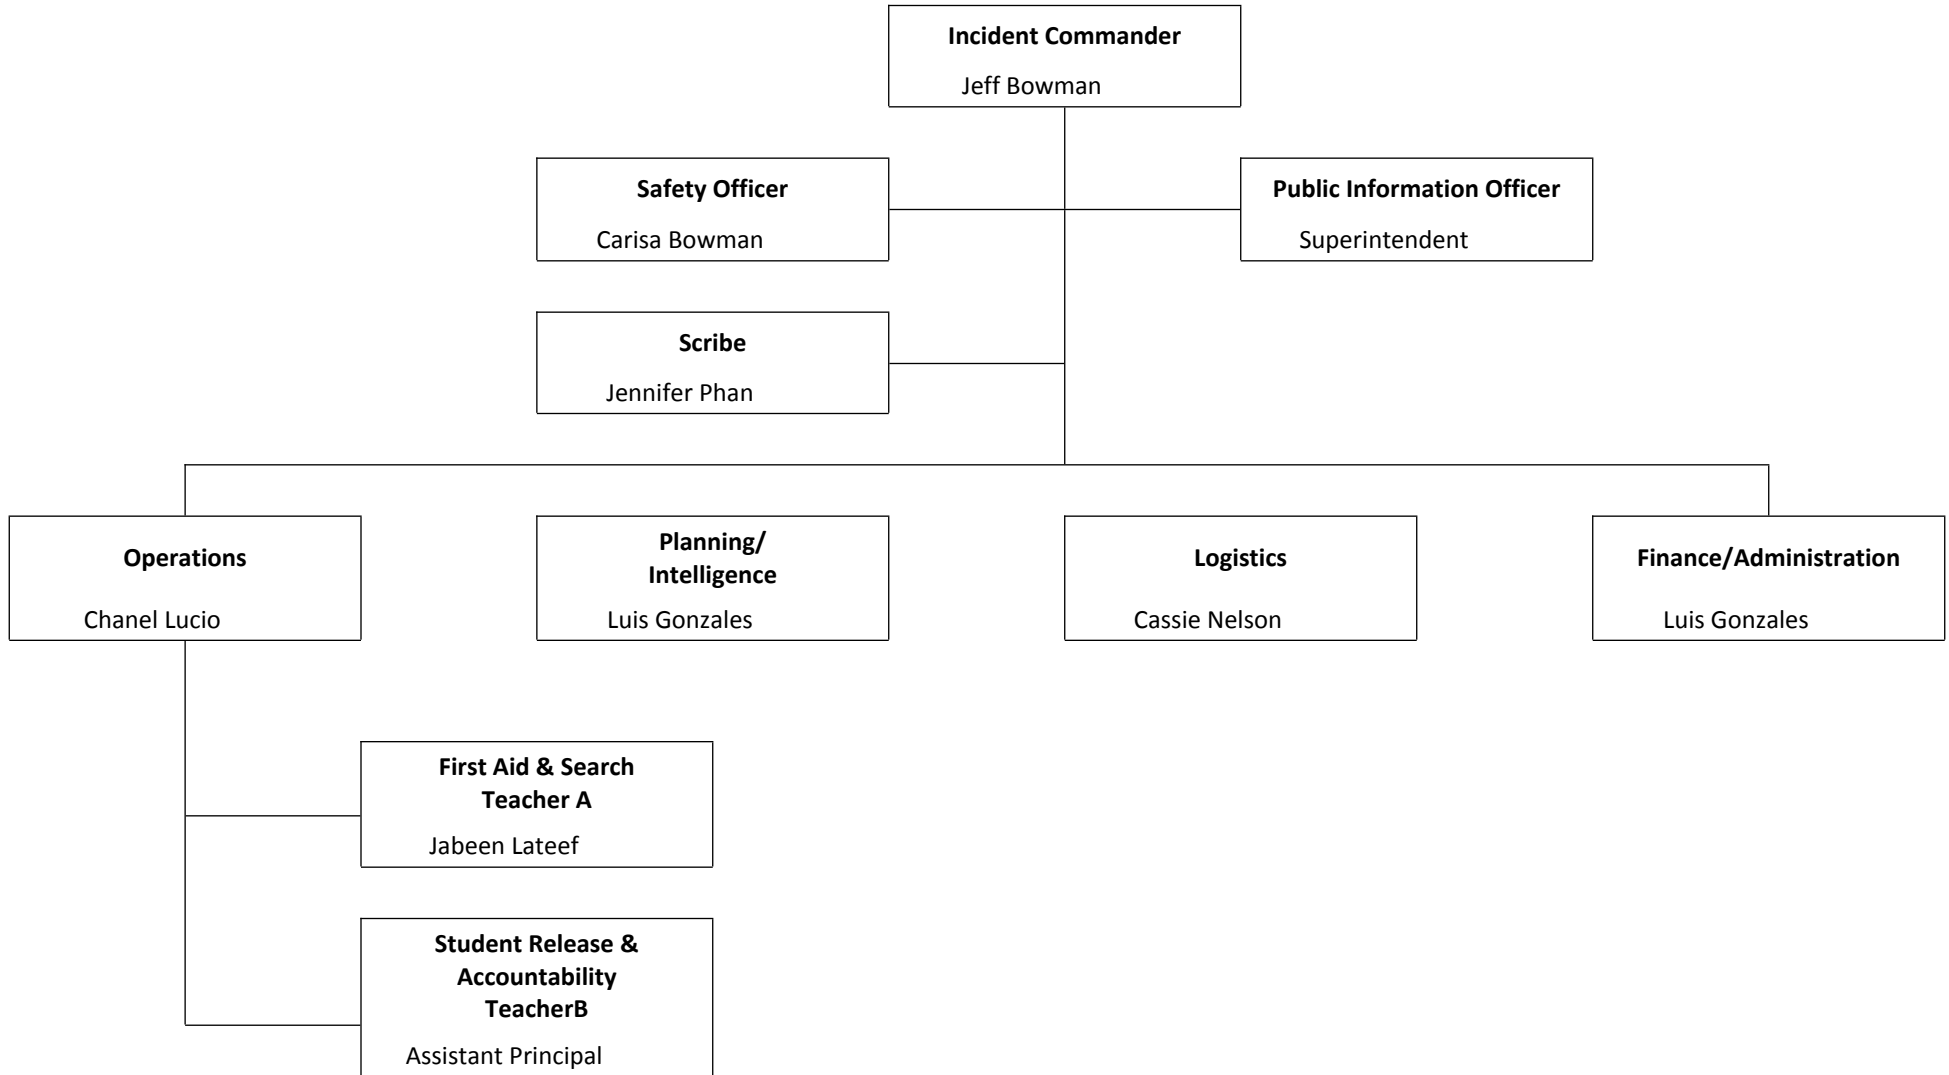 Incident Commander
Jeff Bowman
Safety Officer
Carisa Bowman
Public Information Officer
Superintendent
Scribe
Jennifer Phan
Operations
Chanel Lucio
Planning/
Intelligence
Luis Gonzales
Logistics
Cassie Nelson
Finance/Administration
Luis Gonzales
First Aid & Search
Teacher A
Jabeen Lateef
Student Release &
Accountability
TeacherB
Assistant Principal